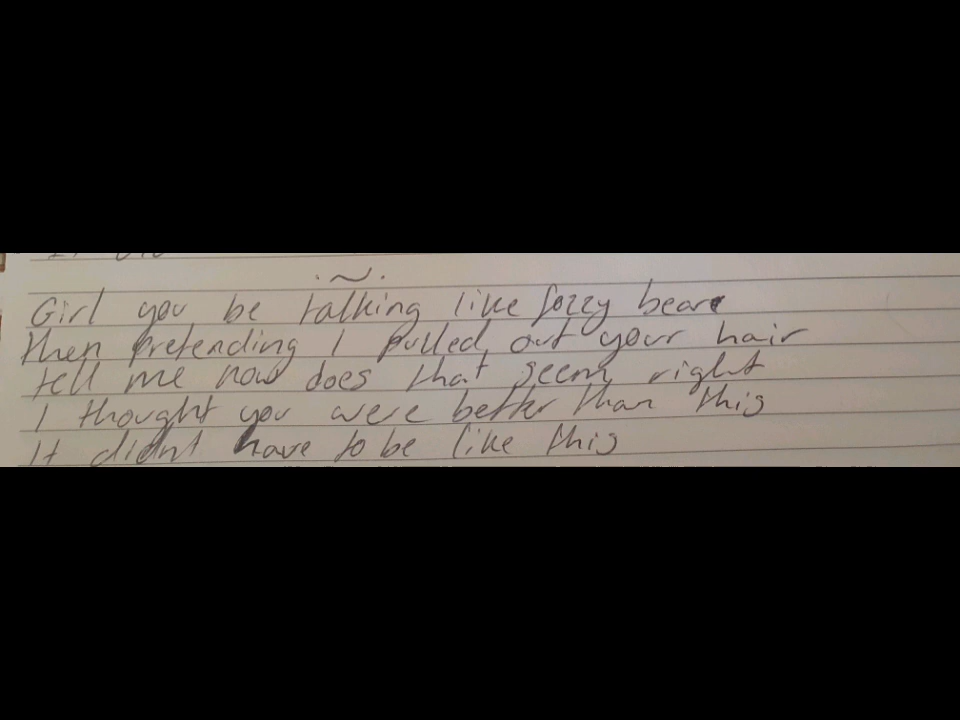 Girl you be talking like fozzy bear
then pretending I pulled out your hair
tell me now does that seem right
I thought you were better than this
It didnt have to be like this